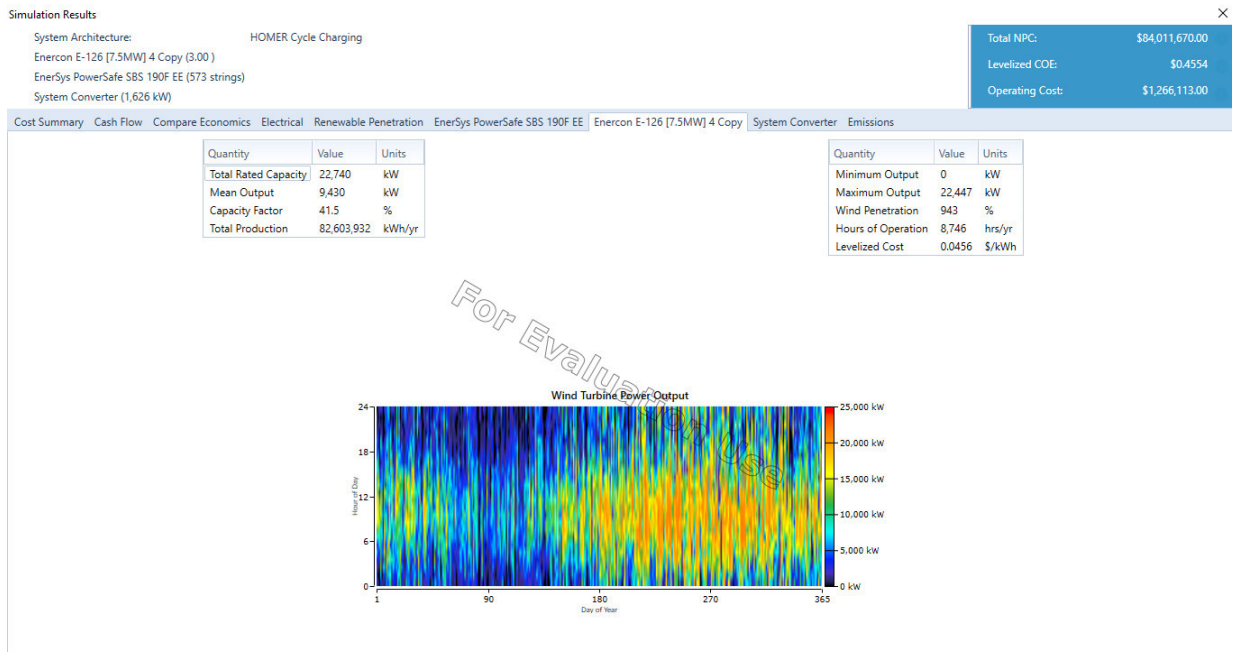 Simulation Results
System Architecture: HOMER Cycle Charging
Enercon E-126 [7.5MW] 4 Copy (3.00 )
EnerSys PowerSafe SBS 190F EE (573 strings)
System Converter (1,626 kW)
Total NPC: $84,011,670.00
Levelized COE: $0.4554
Operating Cost: $1,266,113.00
Cost Summary Cash Flow Compare Economics Electrical Renewable Penetration EnerSys PowerSafe SBS 190F EE Enercon E-126 [7.5MW] 4 Copy System Converter Emissions
Quantity Value Units
Total Rated Capacity 22,740 kW
Mean Output 9,430 kW
Capacity Factor 41.5 %
Total Production 82,603,932 kWh/yr
Quantity Value Units
Minimum Output 0 kW
Maximum Output 22,447 kW
Wind Penetration 943 %
Hours of Operation 8,746 hrs/yr
Levelized Cost 0.0456 $/kWh
For Evaluation Use
Wind Turbine Power Output
24
18
12
6
0
Hour of Day
1 90 180 270 365
Day of Year
25,000 kW
20,000 kW
15,000 kW
10,000 kW
5,000 kW
0 kW